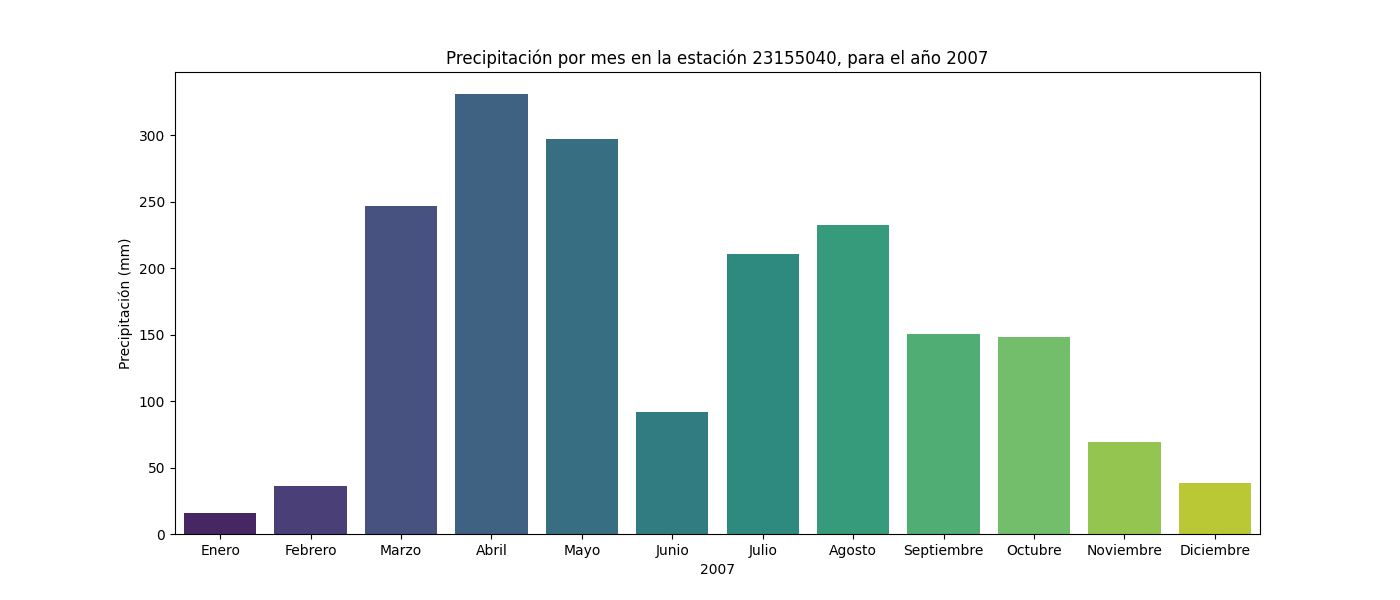 Precipitación por mes en la estación 23155040, para el año 2007
Precipitación (mm)
300
250
200
150
100
50
0
Enero Febrero Marzo Abril Mayo Junio Julio Agosto Septiembre Octubre Noviembre Diciembre
2007